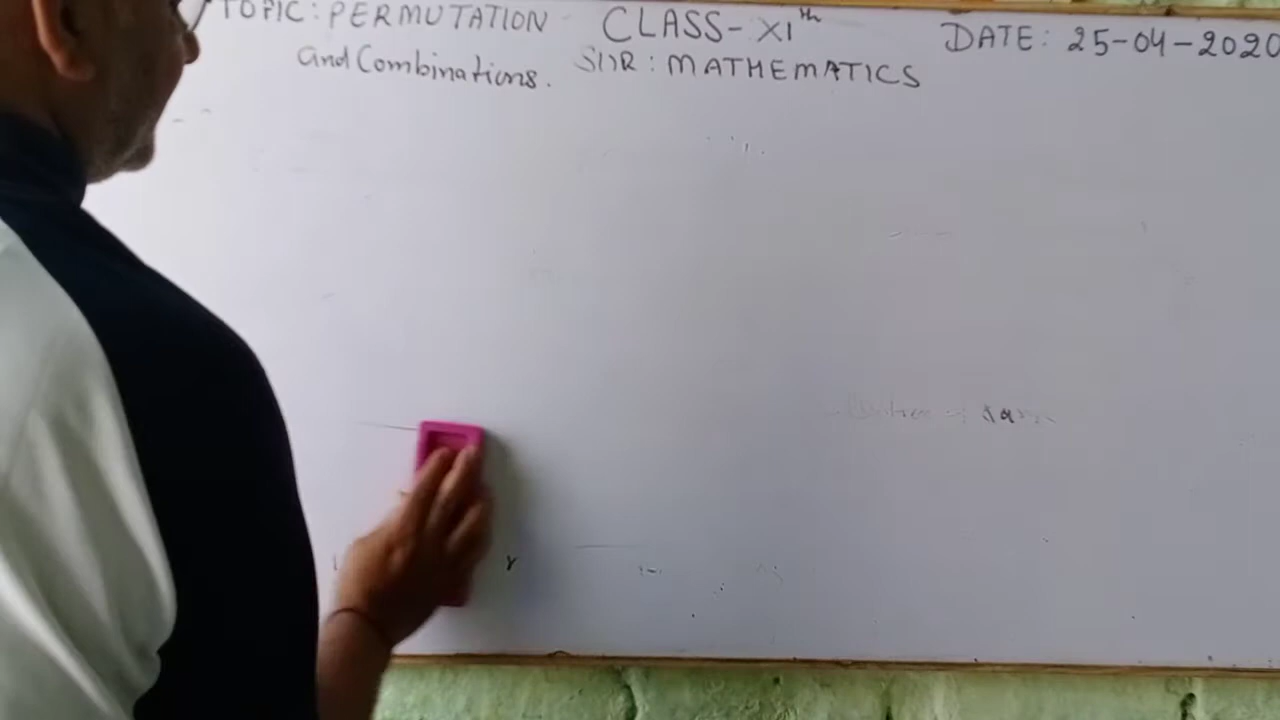 TOPIC: PERMUTATION CLASS-XIth DATE: 25-04-2020
and Combinations. SUB: MATHEMATICS